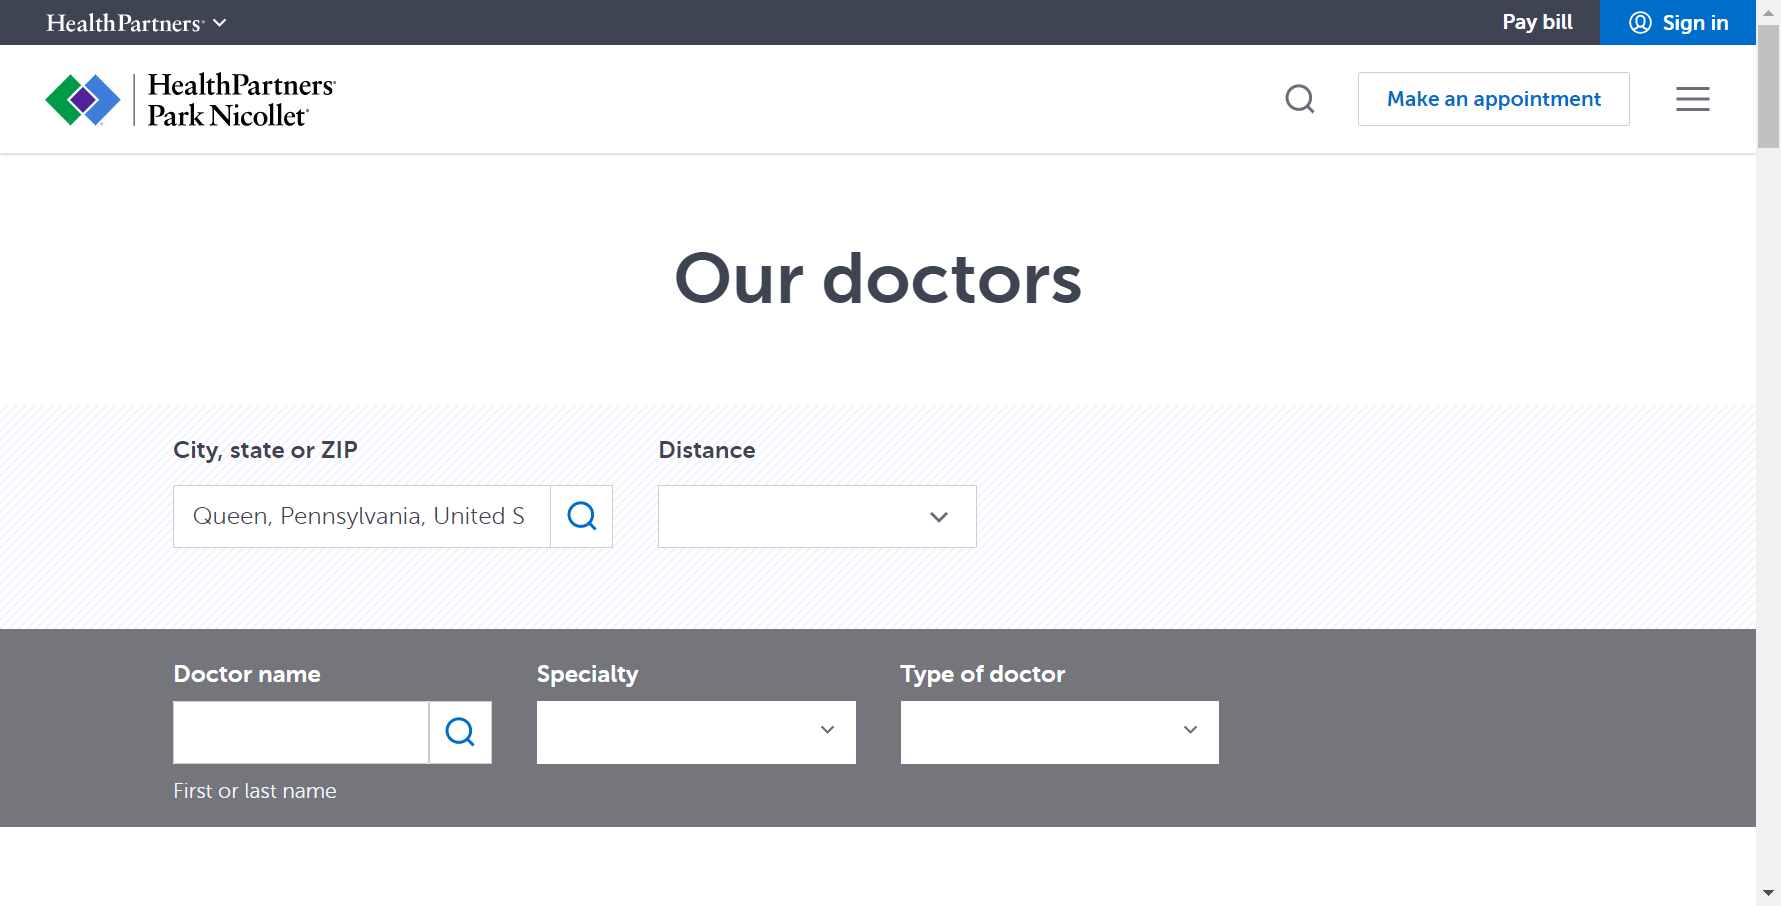 HealthPartners
Pay bill
Sign in
HealthPartners
Park Nicollet
Make an appointment
Our doctors
City, state or ZIP
Distance
Queen, Pennsylvania, United S
Doctor name
Specialty
Type of doctor
First or last name